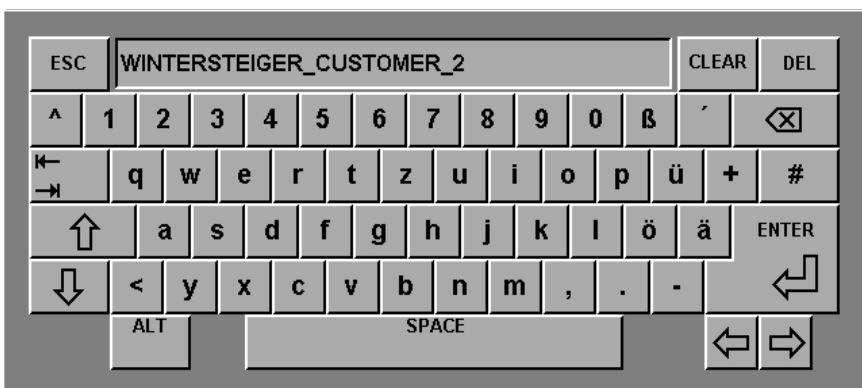 ESC WINTERSTEIGER_CUSTOMER_2 CLEAR DEL
^ 1 2 3 4 5 6 7 8 9 0 ß ´
q w e r t z u i o p ü + #
a s d f g h j k l ö ä ENTER
< y x c v b n m , . -
ALT SPACE